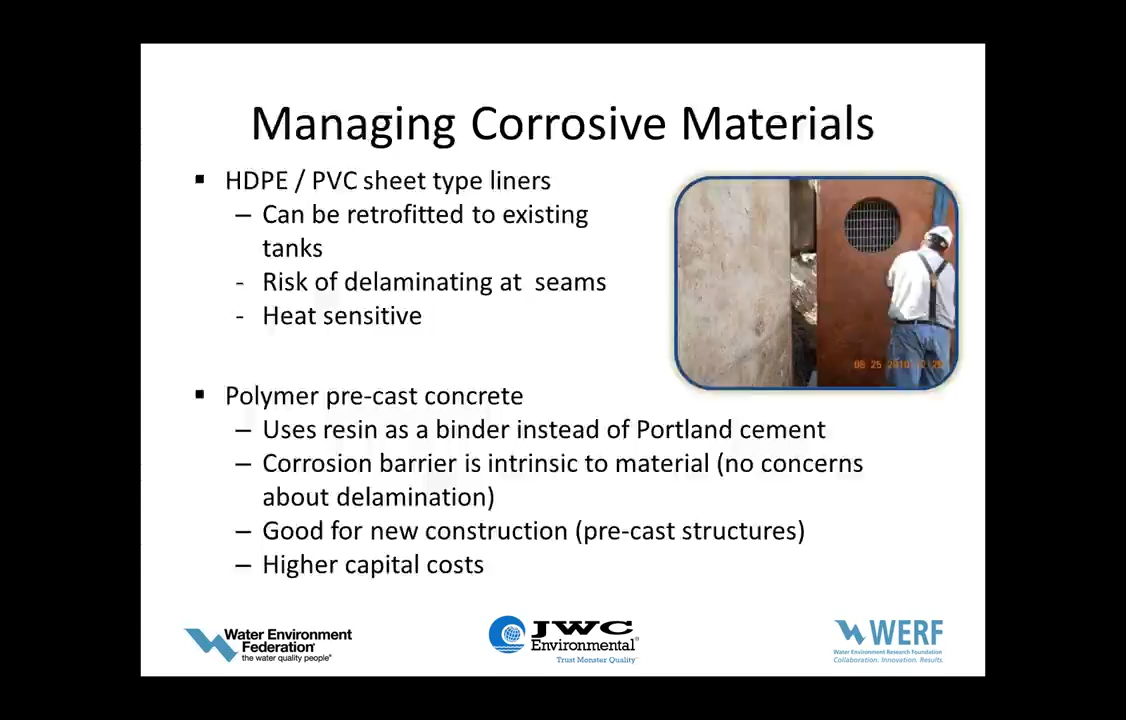 Managing Corrosive Materials
▪ HDPE / PVC sheet type liners
– Can be retrofitted to existing
tanks
- Risk of delaminating at seams
- Heat sensitive
▪ Polymer pre-cast concrete
– Uses resin as a binder instead of Portland cement
– Corrosion barrier is intrinsic to material (no concerns
about delamination)
– Good for new construction (pre-cast structures)
– Higher capital costs
Water Environment
Federation®
the water quality people®
JWC
Environmental®
Trust Monster Quality™
WERF
Water Environment Research Foundation
Collaboration. Innovation. Results.